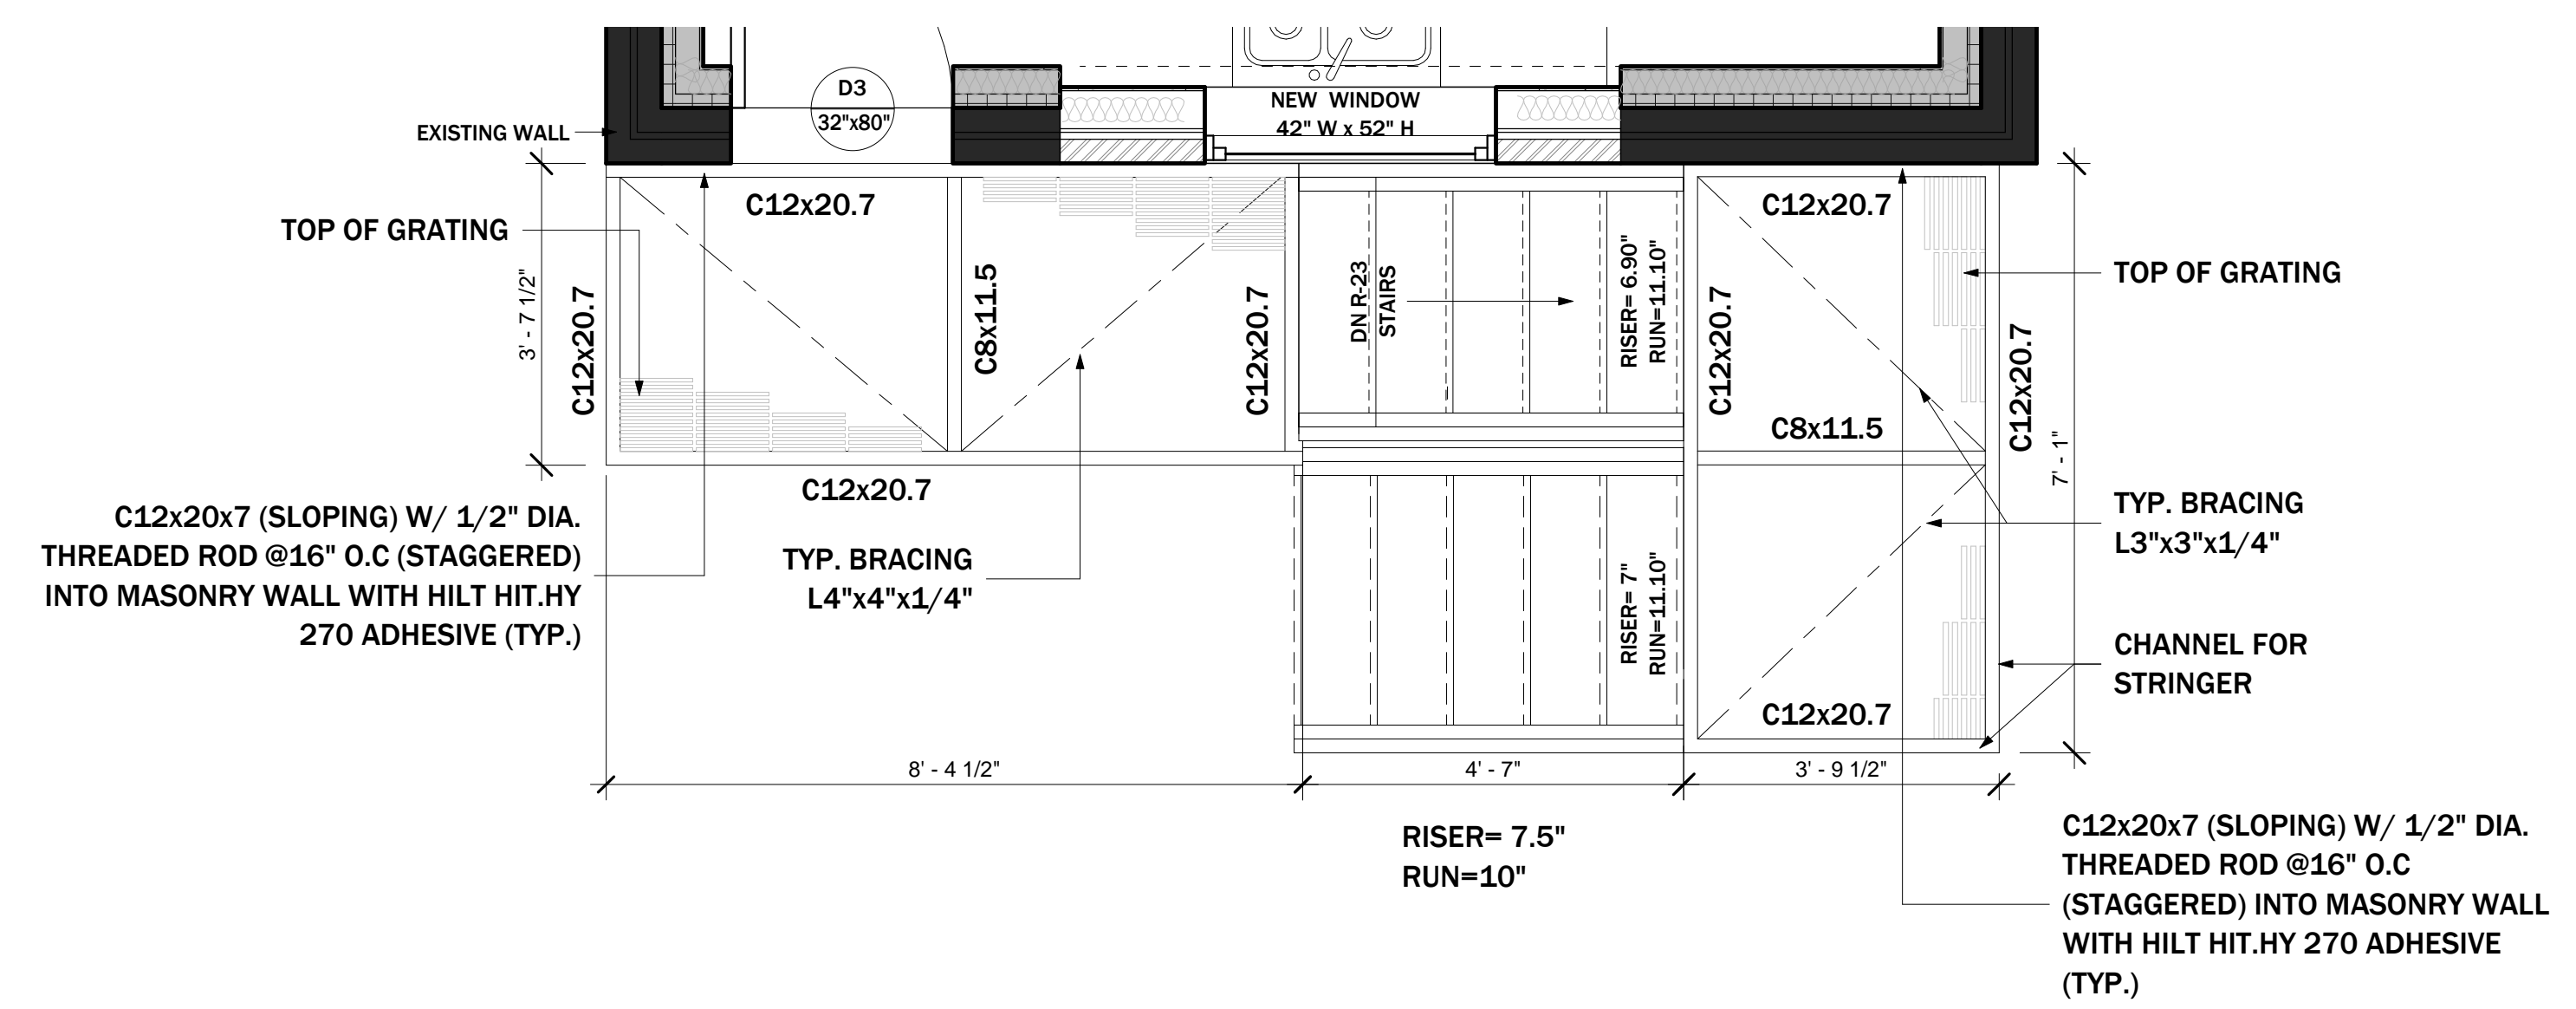 D3
32"x80"
NEW WINDOW
42" W x 52" H
EXISTING WALL
TOP OF GRATING
3' - 7 1/2"
C12x20.7
C12x20.7
C8x11.5
C12x20.7
C12x20.7
DN R-23
STAIRS
RISER= 6.90"
RUN=11.10"
C12x20.7
C12x20.7
C8x11.5
C12x20.7
TOP OF GRATING
7' - 1"
C12x20x7 (SLOPING) W/ 1/2" DIA.
THREADED ROD @16" O.C (STAGGERED)
INTO MASONRY WALL WITH HILT HIT.HY
270 ADHESIVE (TYP.)
TYP. BRACING
L4"x4"x1/4"
RISER= 7"
RUN=11.10"
C12x20.7
TYP. BRACING
L3"x3"x1/4"
CHANNEL FOR
STRINGER
8' - 4 1/2"
4' - 7"
3' - 9 1/2"
RISER= 7.5"
RUN=10"
C12x20x7 (SLOPING) W/ 1/2" DIA.
THREADED ROD @16" O.C
(STAGGERED) INTO MASONRY WALL
WITH HILT HIT.HY 270 ADHESIVE
(TYP.)